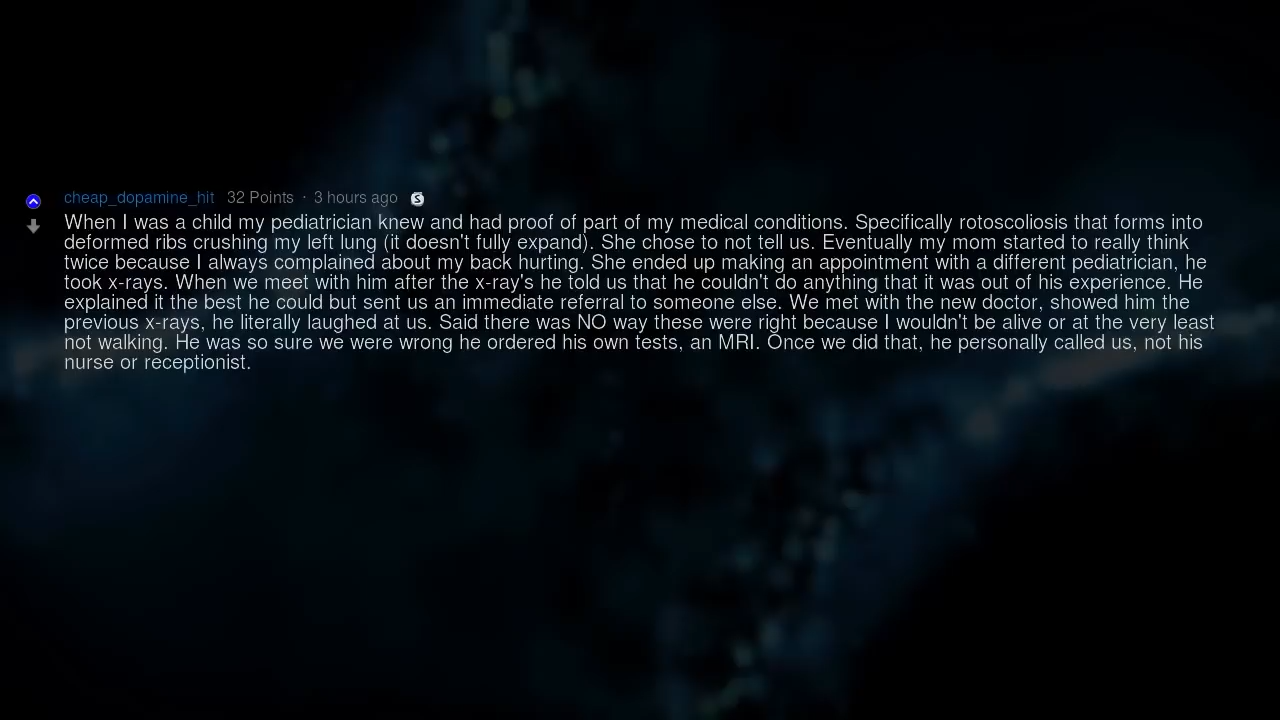 cheap_dopamine_hit 32 Points · 3 hours ago
When I was a child my pediatrician knew and had proof of part of my medical conditions. Specifically rotoscoliosis that forms into
deformed ribs crushing my left lung (it doesn't fully expand). She chose to not tell us. Eventually my mom started to really think
twice because I always complained about my back hurting. She ended up making an appointment with a different pediatrician, he
took x-rays. When we meet with him after the x-ray's he told us that he couldn't do anything that it was out of his experience. He
explained it the best he could but sent us an immediate referral to someone else. We met with the new doctor, showed him the
previous x-rays, he literally laughed at us. Said there was NO way these were right because I wouldn't be alive or at the very least
not walking. He was so sure we were wrong he ordered his own tests, an MRI. Once we did that, he personally called us, not his
nurse or receptionist.